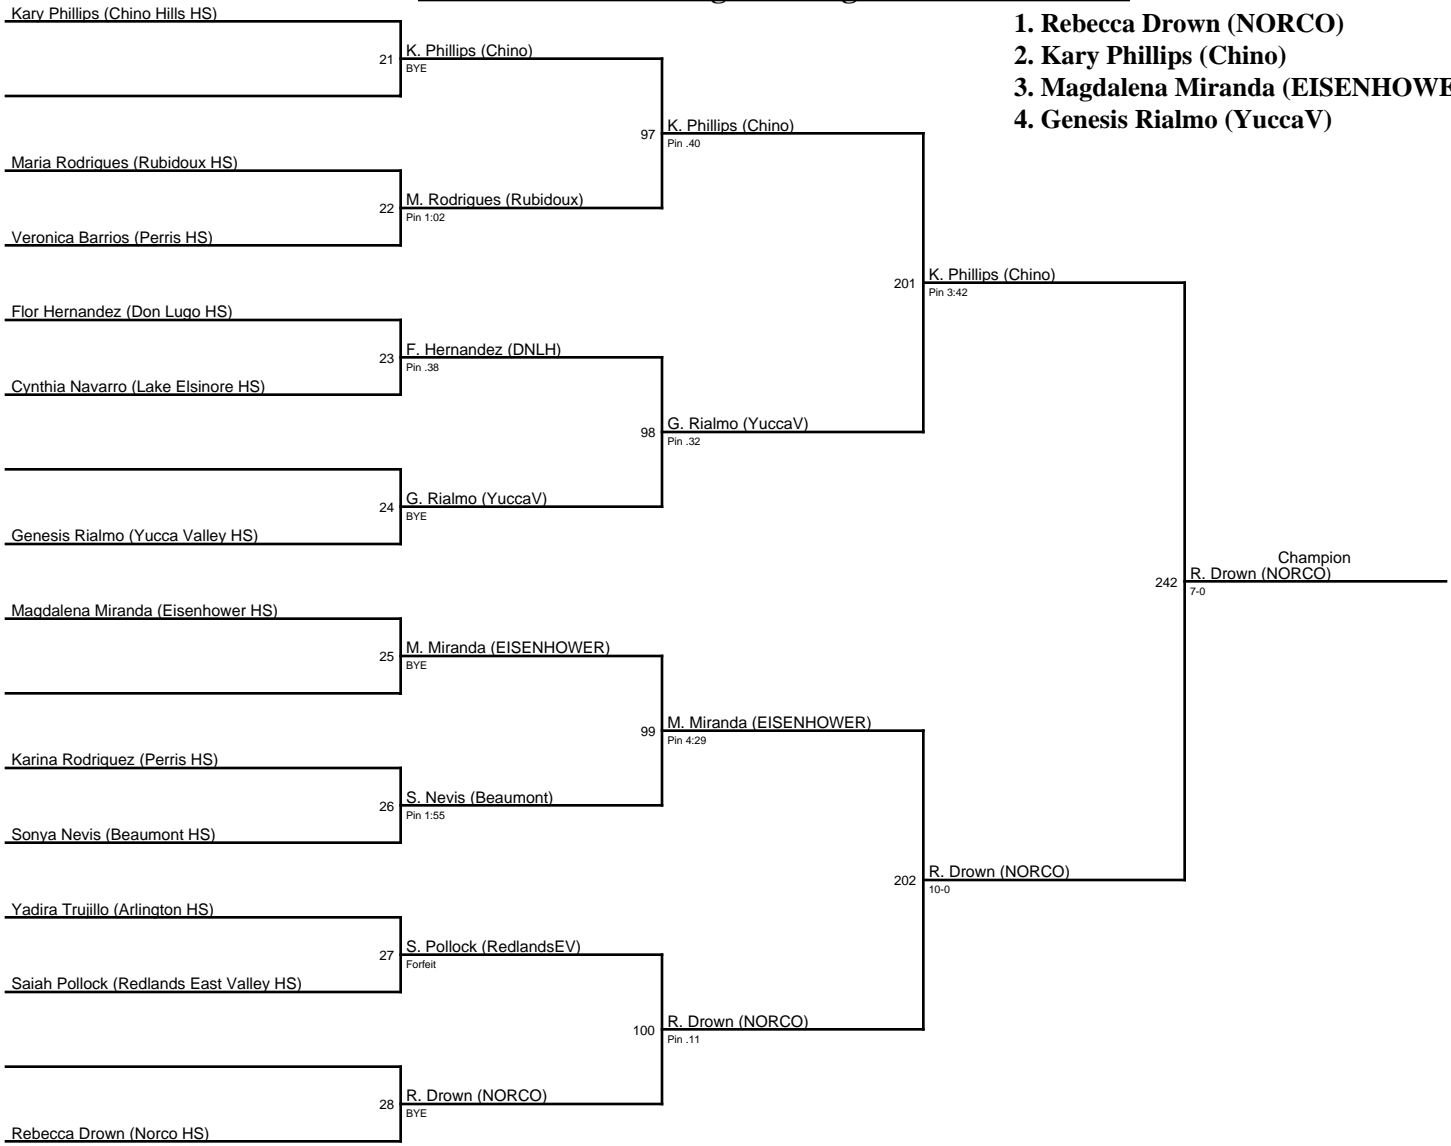 1. Rebecca Drown (NORCO)
2. Kary Phillips (Chino)
3. Magdalena Miranda (EISENHOWE
4. Genesis Rialmo (YuccaV)
Kary Phillips (Chino Hills HS)
21
K. Phillips (Chino)
BYE
97
K. Phillips (Chino)
Pin .40
Maria Rodrigues (Rubidoux HS)
22
M. Rodrigues (Rubidoux)
Pin 1:02
Veronica Barrios (Perris HS)
201
K. Phillips (Chino)
Pin 3:42
Flor Hernandez (Don Lugo HS)
23
F. Hernandez (DNLH)
Pin .38
Cynthia Navarro (Lake Elsinore HS)
98
G. Rialmo (YuccaV)
Pin .32
24
G. Rialmo (YuccaV)
BYE
Genesis Rialmo (Yucca Valley HS)
Champion
242
R. Drown (NORCO)
7-0
Magdalena Miranda (Eisenhower HS)
25
M. Miranda (EISENHOWER)
BYE
99
M. Miranda (EISENHOWER)
Pin 4:29
Karina Rodriguez (Perris HS)
26
S. Nevis (Beaumont)
Pin 1:55
Sonya Nevis (Beaumont HS)
202
R. Drown (NORCO)
10-0
Yadira Trujillo (Arlington HS)
27
S. Pollock (RedlandsEV)
Forfeit
Saiah Pollock (Redlands East Valley HS)
100
R. Drown (NORCO)
Pin .11
28
R. Drown (NORCO)
BYE
Rebecca Drown (Norco HS)